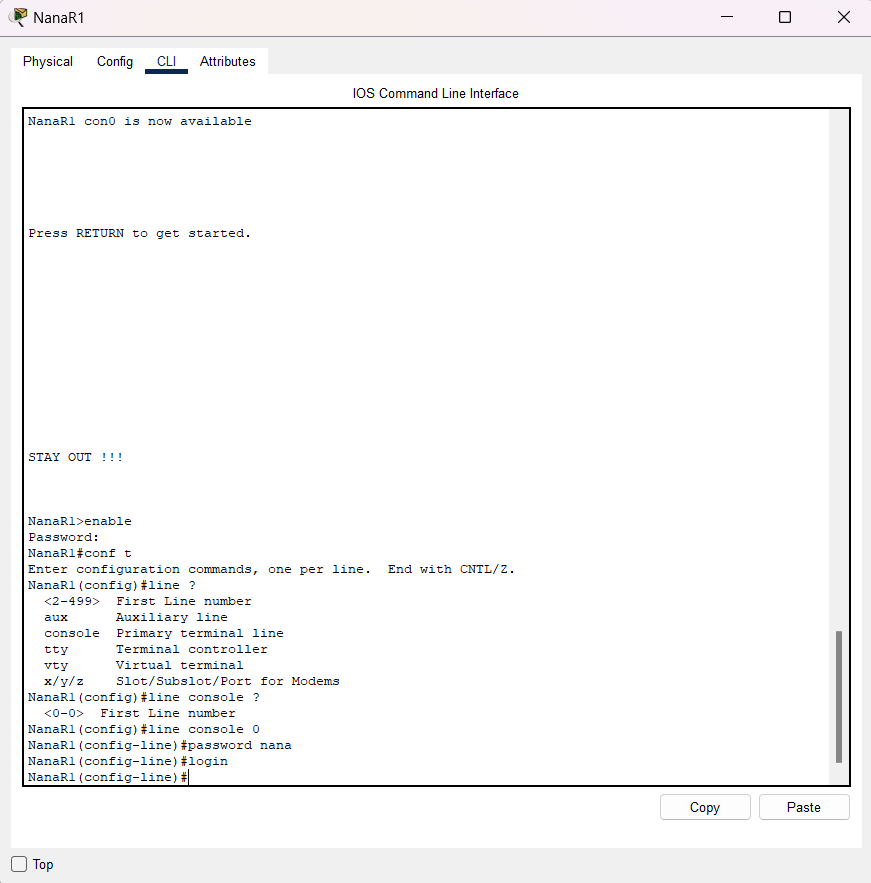 NanaR1
Physical Config CLI Attributes
IOS Command Line Interface
NanaR1 con0 is now available
Press RETURN to get started.
STAY OUT !!!
NanaR1>enable
Password:
NanaR1#conf t
Enter configuration commands, one per line.  End with CNTL/Z.
NanaR1(config)#line ?
  <2-499>  First Line number
  aux      Auxiliary line
  console  Primary terminal line
  tty      Terminal controller
  vty      Virtual terminal
  x/y/z    Slot/Subslot/Port for Modems
NanaR1(config)#line console ?
  <0-0>  First Line number
NanaR1(config)#line console 0
NanaR1(config-line)#password nana
NanaR1(config-line)#login
NanaR1(config-line)#
Copy Paste
Top